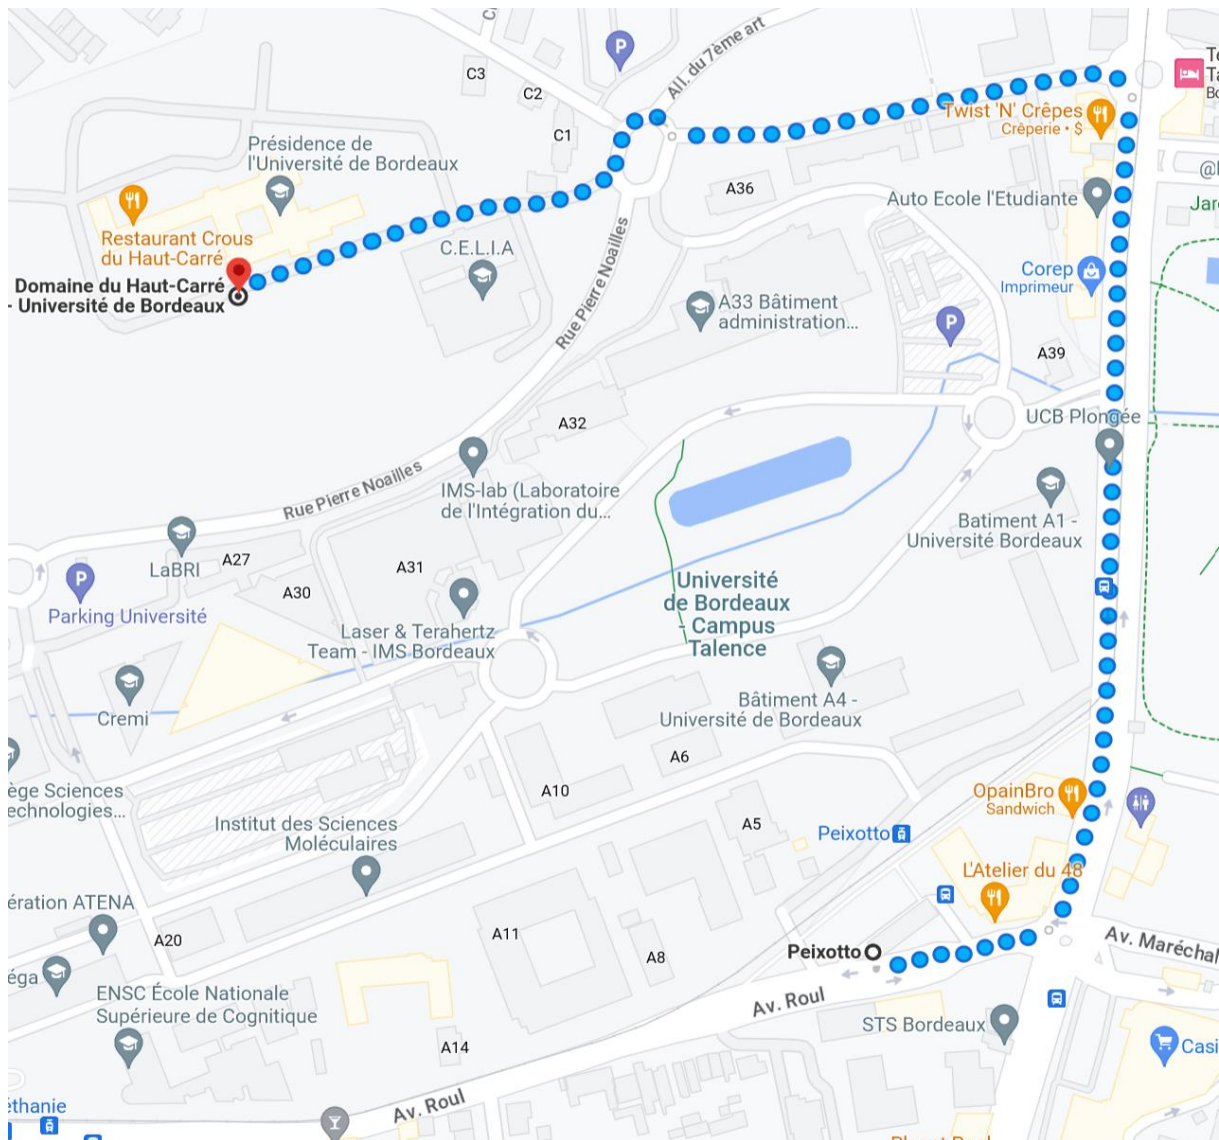 All. du 7ème art
C3
C2
C1
Twist 'N' Crêpes
Crêperie • $
Présidence de
l'Université de Bordeaux
A36
Auto Ecole l'Etudiante
Restaurant Crous
du Haut-Carré
C.E.L.I.A
Corep
Imprimeur
Domaine du Haut-Carré
- Université de Bordeaux
Rue Pierre Noailles
A33 Bâtiment
administration...
A39
A32
UCB Plongée
Rue Pierre Noailles
IMS-lab (Laboratoire
de l'Intégration du...
Batiment A1 -
Université Bordeaux
LaBRI
A27
A31
A30
Parking Université
Université
de Bordeaux
- Campus
Talence
Laser & Terahertz
Team - IMS Bordeaux
Cremi
Bâtiment A4 -
Université de Bordeaux
A6
ège Sciences
echnologies...
A10
OpainBro
Sandwich
Institut des Sciences
Moléculaires
A5
Peixotto
L'Atelier du 48
ération ATENA
A20
A11
A8
Peixotto
Av. Maréchal
éga
ENSC École Nationale
Supérieure de Cognitique
Av. Roul
STS Bordeaux
A14
Casi
Av. Roul
éthanie